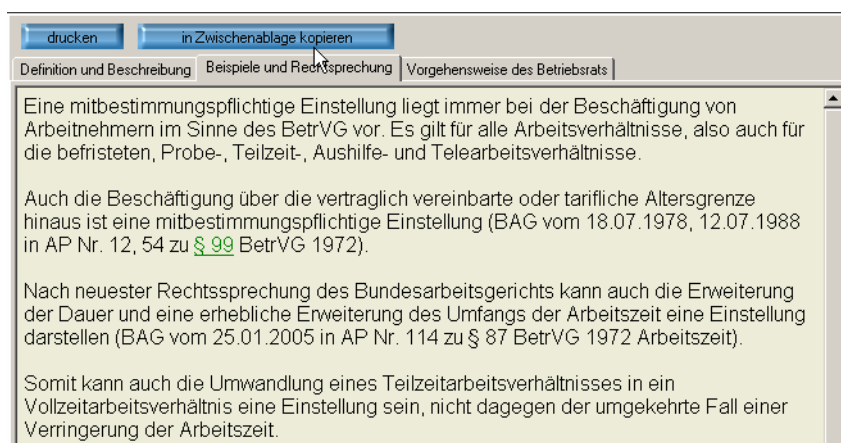 drucken in Zwischenablage kopieren
Definition und Beschreibung Beispiele und Rechtsprechung Vorgehensweise des Betriebsrats
Eine mitbestimmungspflichtige Einstellung liegt immer bei der Beschäftigung von
Arbeitnehmern im Sinne des BetrVG vor. Es gilt für alle Arbeitsverhältnisse, also auch für
die befristeten, Probe-, Teilzeit-, Aushilfe- und Telearbeitsverhältnisse.
Auch die Beschäftigung über die vertraglich vereinbarte oder tarifliche Altersgrenze
hinaus ist eine mitbestimmungspflichtige Einstellung (BAG vom 18.07.1978, 12.07.1988
in AP Nr. 12, 54 zu § 99 BetrVG 1972).
Nach neuester Rechtssprechung des Bundesarbeitsgerichts kann auch die Erweiterung
der Dauer und eine erhebliche Erweiterung des Umfangs der Arbeitszeit eine Einstellung
darstellen (BAG vom 25.01.2005 in AP Nr. 114 zu § 87 BetrVG 1972 Arbeitszeit).
Somit kann auch die Umwandlung eines Teilzeitarbeitsverhältnisses in ein
Vollzeitarbeitsverhältnis eine Einstellung sein, nicht dagegen der umgekehrte Fall einer
Verringerung der Arbeitszeit.